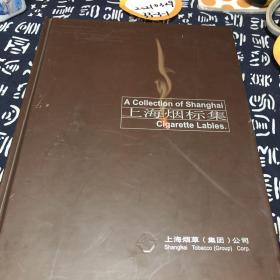 A Collection of Shanghai
上海烟标集
Cigarette Lables.
上海烟草（集团）公司
Shanghai Tobacco (Group) Corp.